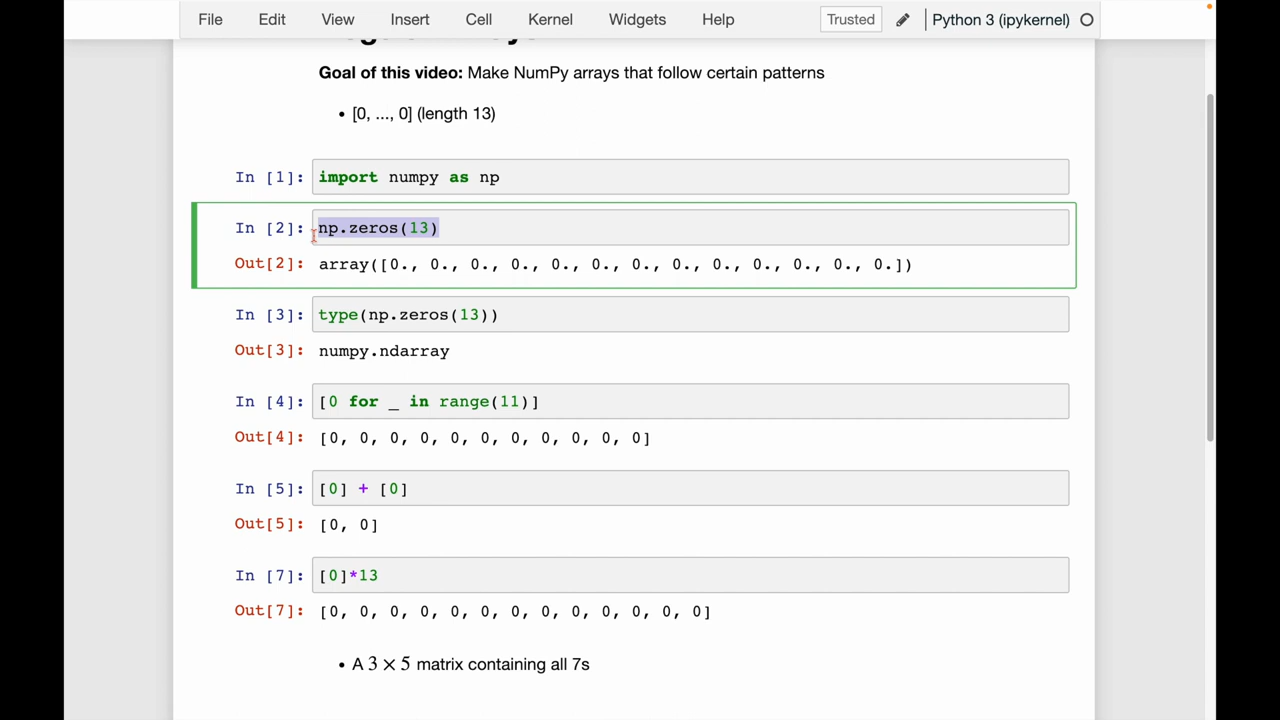 File Edit View Insert Cell Kernel Widgets Help Trusted Python 3 (ipykernel)
Goal of this video: Make NumPy arrays that follow certain patterns
• [0, ..., 0] (length 13)
In [1]: import numpy as np
In [2]: np.zeros(13)
Out[2]: array([0., 0., 0., 0., 0., 0., 0., 0., 0., 0., 0., 0., 0.])
In [3]: type(np.zeros(13))
Out[3]: numpy.ndarray
In [4]: [0 for _ in range(11)]
Out[4]: [0, 0, 0, 0, 0, 0, 0, 0, 0, 0, 0]
In [5]: [0] + [0]
Out[5]: [0, 0]
In [7]: [0]*13
Out[7]: [0, 0, 0, 0, 0, 0, 0, 0, 0, 0, 0, 0, 0]
• A 3 × 5 matrix containing all 7s